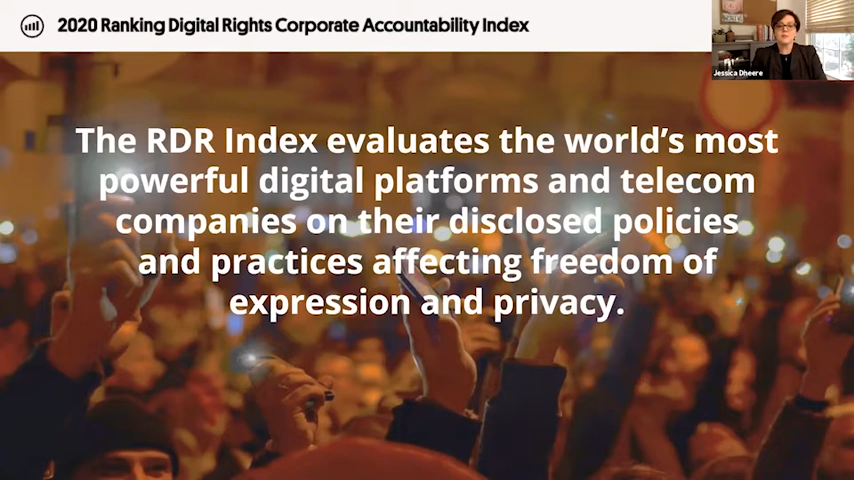 2020 Ranking Digital Rights Corporate Accountability Index
Jessica Dheere
The RDR Index evaluates the world's most
powerful digital platforms and telecom
companies on their disclosed policies
and practices affecting freedom of
expression and privacy.